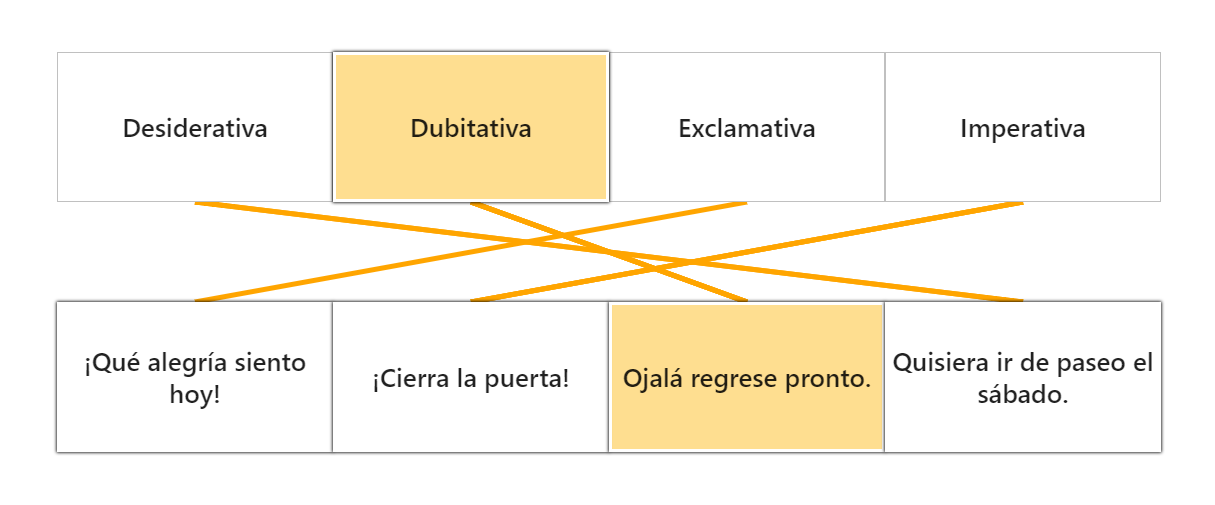 Desiderativa
Dubitativa
Exclamativa
Imperativa
¡Qué alegría siento
hoy!
¡Cierra la puerta!
Ojalá regrese pronto.
Quisiera ir de paseo el
sábado.